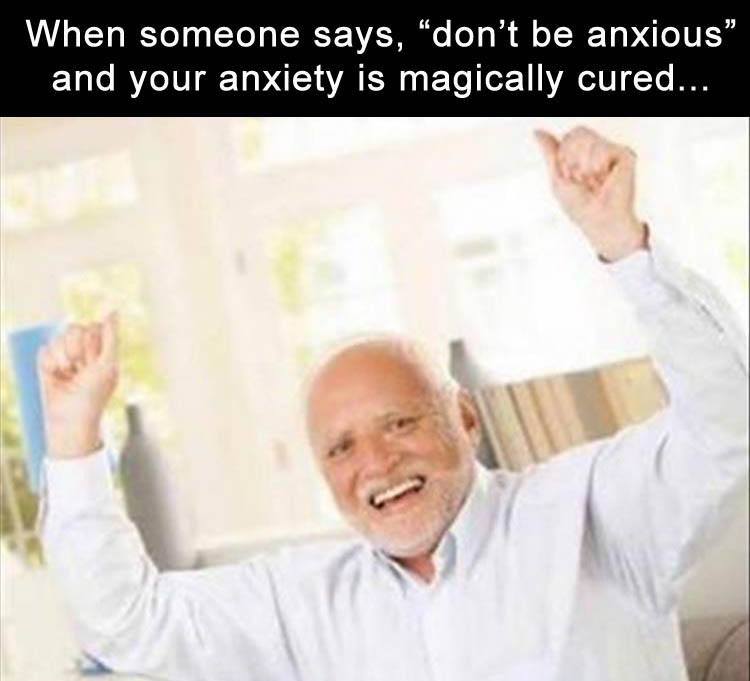 When someone says, “don’t be anxious”
and your anxiety is magically cured...